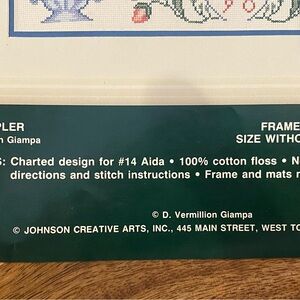 PLER FRAME
n Giampa SIZE WITHO
S: Charted design for #14 Aida • 100% cotton floss • N
directions and stitch instructions • Frame and mats n
© D. Vermillion Giampa
© JOHNSON CREATIVE ARTS, INC., 445 MAIN STREET, WEST TO